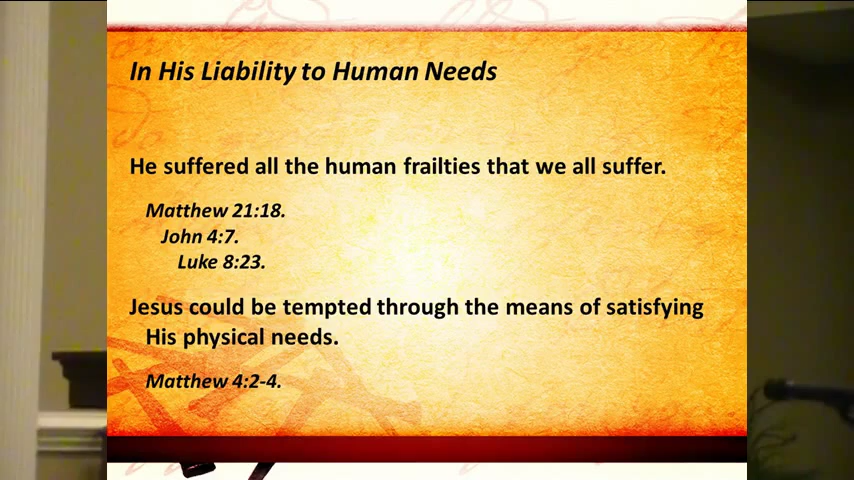 In His Liability to Human Needs
He suffered all the human frailties that we all suffer.
Matthew 21:18.
John 4:7.
Luke 8:23.
Jesus could be tempted through the means of satisfying
His physical needs.
Matthew 4:2-4.